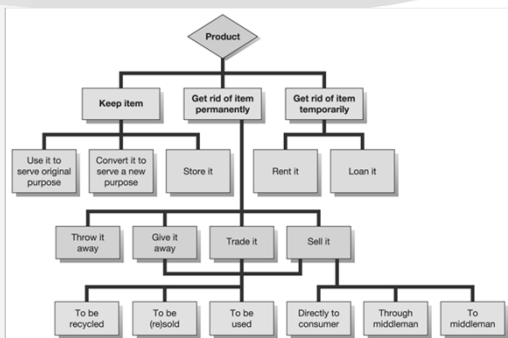 Product
Keep item
Get rid of item
permanently
Get rid of item
temporarily
Use it to
serve original
purpose
Convert it to
serve a new
purpose
Store it
Rent it
Loan it
Throw it
away
Give it
away
Trade it
Sell it
To be
recycled
To be
(re)sold
To be
used
Directly to
consumer
Through
middleman
To
middleman